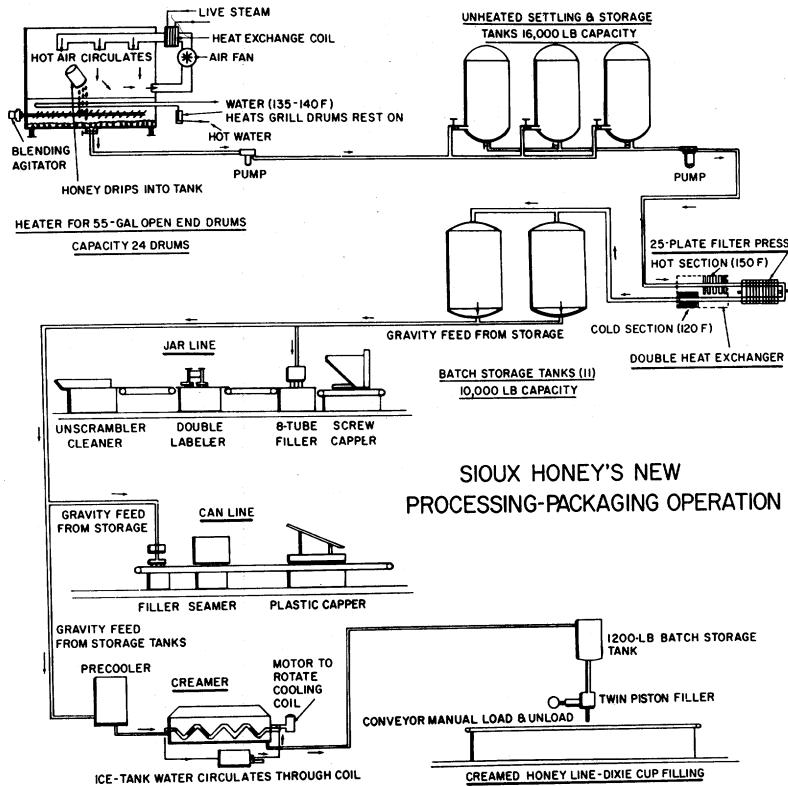 LIVE STEAM
HEAT EXCHANGE COIL
HOT AIR CIRCULATES
AIR FAN
WATER (135-140 F)
HEATS GRILL DRUMS REST ON
HOT WATER
BLENDING
AGITATOR
HONEY DRIPS INTO TANK
PUMP
HEATER FOR 55-GAL OPEN END DRUMS
CAPACITY 24 DRUMS
UNHEATED SETTLING & STORAGE
TANKS 16,000 LB CAPACITY
PUMP
25-PLATE FILTER PRESS
HOT SECTION (150 F)
COLD SECTION (120 F)
DOUBLE HEAT EXCHANGER
GRAVITY FEED FROM STORAGE
BATCH STORAGE TANKS (11)
10,000 LB CAPACITY
JAR LINE
UNSCRAMBLER
CLEANER
DOUBLE
LABELER
8-TUBE
FILLER
SCREW
CAPPER
SIOUX HONEY'S NEW
PROCESSING-PACKAGING OPERATION
GRAVITY FEED
FROM STORAGE
CAN LINE
FILLER
SEAMER
PLASTIC CAPPER
GRAVITY FEED
FROM STORAGE TANKS
PRECOOLER
CREAMER
MOTOR TO
ROTATE
COOLING
COIL
ICE-TANK WATER CIRCULATES THROUGH COIL
1200-LB BATCH STORAGE
TANK
TWIN PISTON FILLER
CONVEYOR MANUAL LOAD & UNLOAD
CREAMED HONEY LINE-DIXIE CUP FILLING